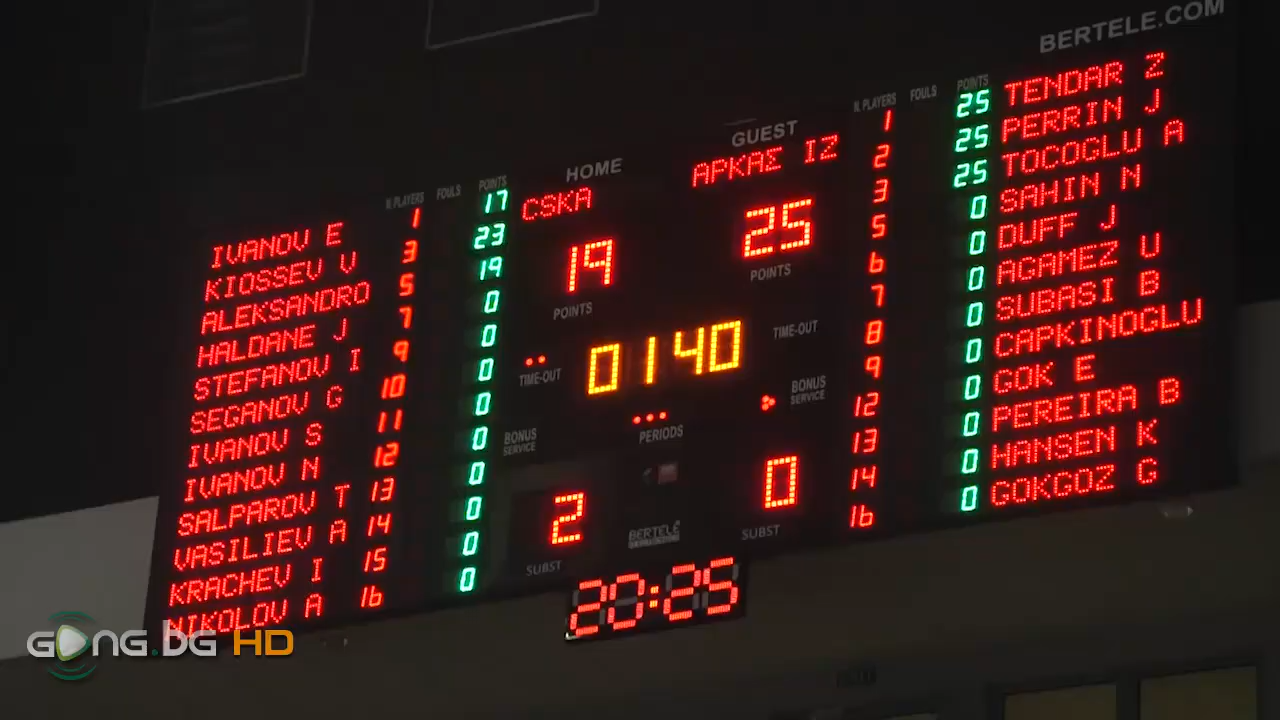 BERTELE.COM
HOME
GUEST
CSKA
ΑΡΚΑΣ IZ
19
25
POINTS
POINTS
TIME-OUT
0140
TIME-OUT
BONUS SERVICE
PERIODS
BONUS SERVICE
2
0
SUBST
BERTELE
SUBST
20:25
N. PLAYERS FOULS POINTS
IVANOV E 1 17
KIOSSEV V 3 23
ALEKSANDRO 5 19
HALDANE J 7 0
STEFANOV I 9 0
SEGANOV G 10 0
IVANOV S 11 0
IVANOV N 12 0
SALPAROV T 13 0
VASILIEV A 14 0
KRACHEV I 15 0
NIKOLOV A 16 0
N. PLAYERS FOULS POINTS
1 25 TENDAR Z
2 25 PERRIN J
3 25 TOCOGLU A
5 0 SAHIN N
6 0 DUFF J
7 0 AGAMEZ U
8 0 SUBASI B
9 0 CAPKINOGLU
12 0 GOK E
13 0 PEREIRA B
14 0 HANSEN K
16 0 GOKGOZ G
GONG.BG HD